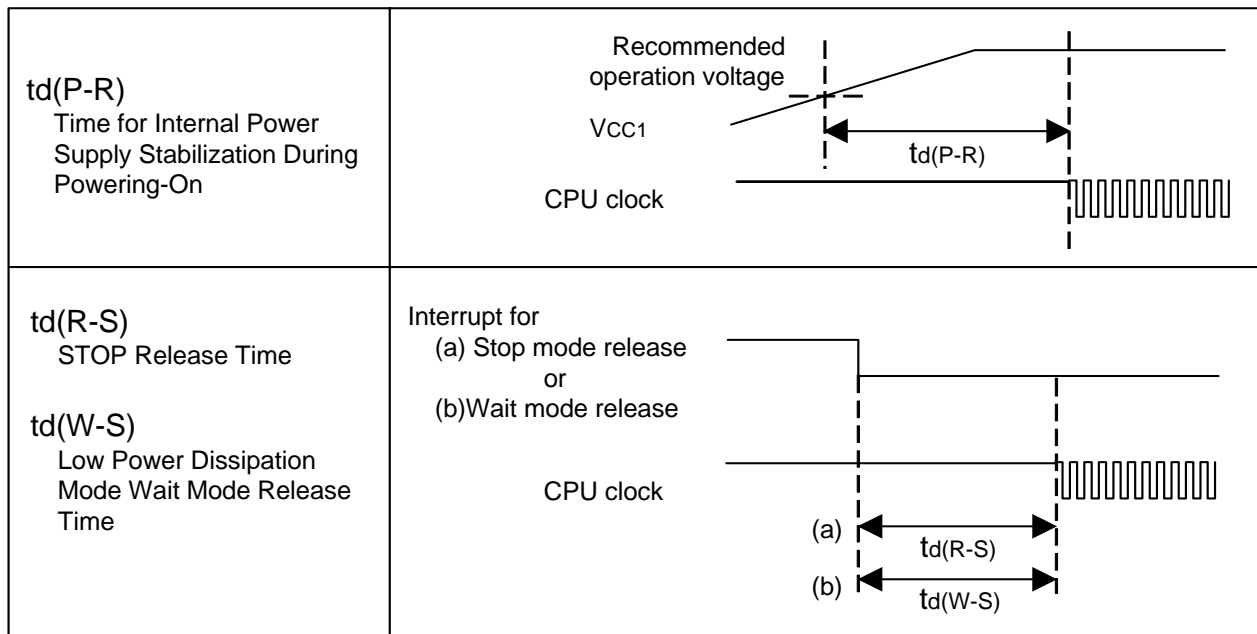 td(P-R)
Time for Internal Power
Supply Stabilization During
Powering-On
Recommended
operation voltage
VCC1
td(P-R)
CPU clock
td(R-S)
STOP Release Time
td(W-S)
Low Power Dissipation
Mode Wait Mode Release
Time
Interrupt for
(a) Stop mode release
or
(b)Wait mode release
CPU clock
(a)
td(R-S)
(b)
td(W-S)